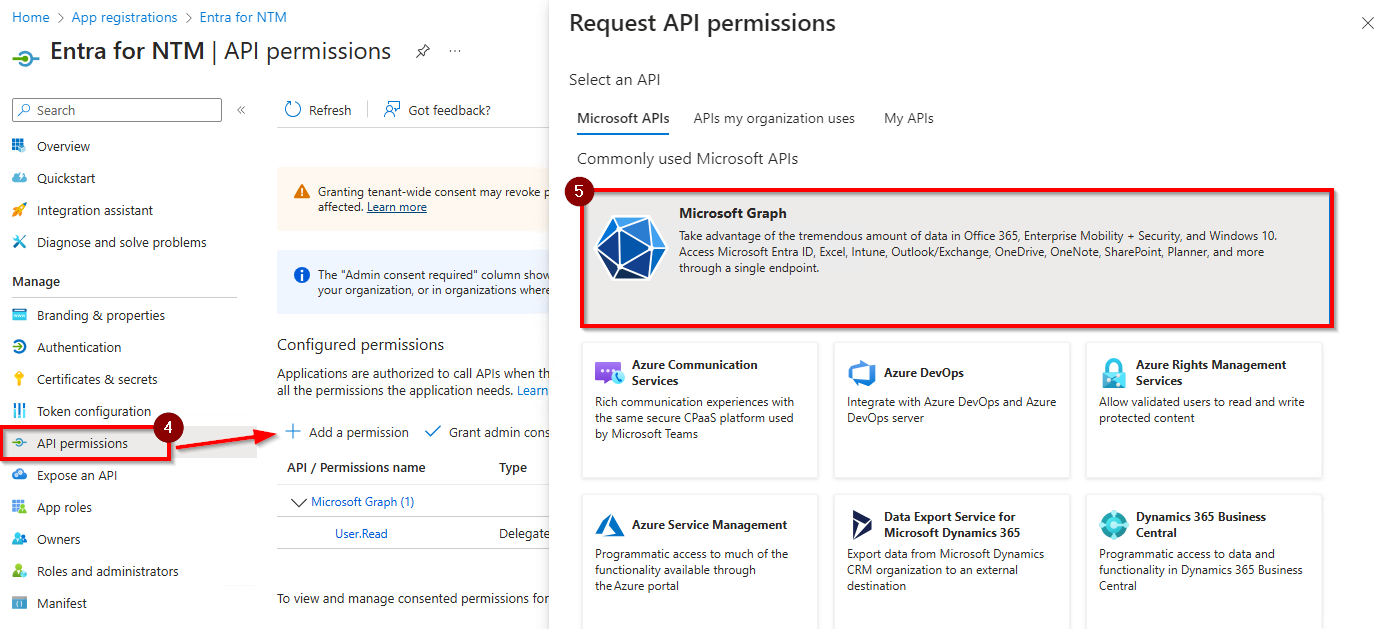 Home > App registrations > Entra for NTM
Entra for NTM | API permissions
Search
Overview
Quickstart
Integration assistant
Diagnose and solve problems
Manage
Branding & properties
Authentication
Certificates & secrets
Token configuration
4
API permissions
Expose an API
App roles
Owners
Roles and administrators
Manifest
Refresh
Got feedback?
Granting tenant-wide consent may revoke p
affected. Learn more
The "Admin consent required" column show
your organization, or in organizations where
Configured permissions
Applications are authorized to call APIs when th
all the permissions the application needs. Learn
Add a permission
Grant admin cons
API / Permissions name Type
Microsoft Graph (1)
User.Read Delegate
To view and manage consented permissions for
Request API permissions
Select an API
Microsoft APIs APIs my organization uses My APIs
Commonly used Microsoft APIs
5
Microsoft Graph
Take advantage of the tremendous amount of data in Office 365, Enterprise Mobility + Security, and Windows 10.
Access Microsoft Entra ID, Excel, Intune, Outlook/Exchange, OneDrive, OneNote, SharePoint, Planner, and more
through a single endpoint.
Azure Communication
Services
Rich communication experiences with
the same secure CPaaS platform used
by Microsoft Teams
Azure DevOps
Integrate with Azure DevOps and Azure
DevOps server
Azure Rights Management
Services
Allow validated users to read and write
protected content
Azure Service Management
Programmatic access to much of the
functionality available through
the Azure portal
Data Export Service for
Microsoft Dynamics 365
Export data from Microsoft Dynamics
CRM organization to an external
destination
Dynamics 365 Business
Central
Programmatic access to data and
functionality in Dynamics 365 Business
Central